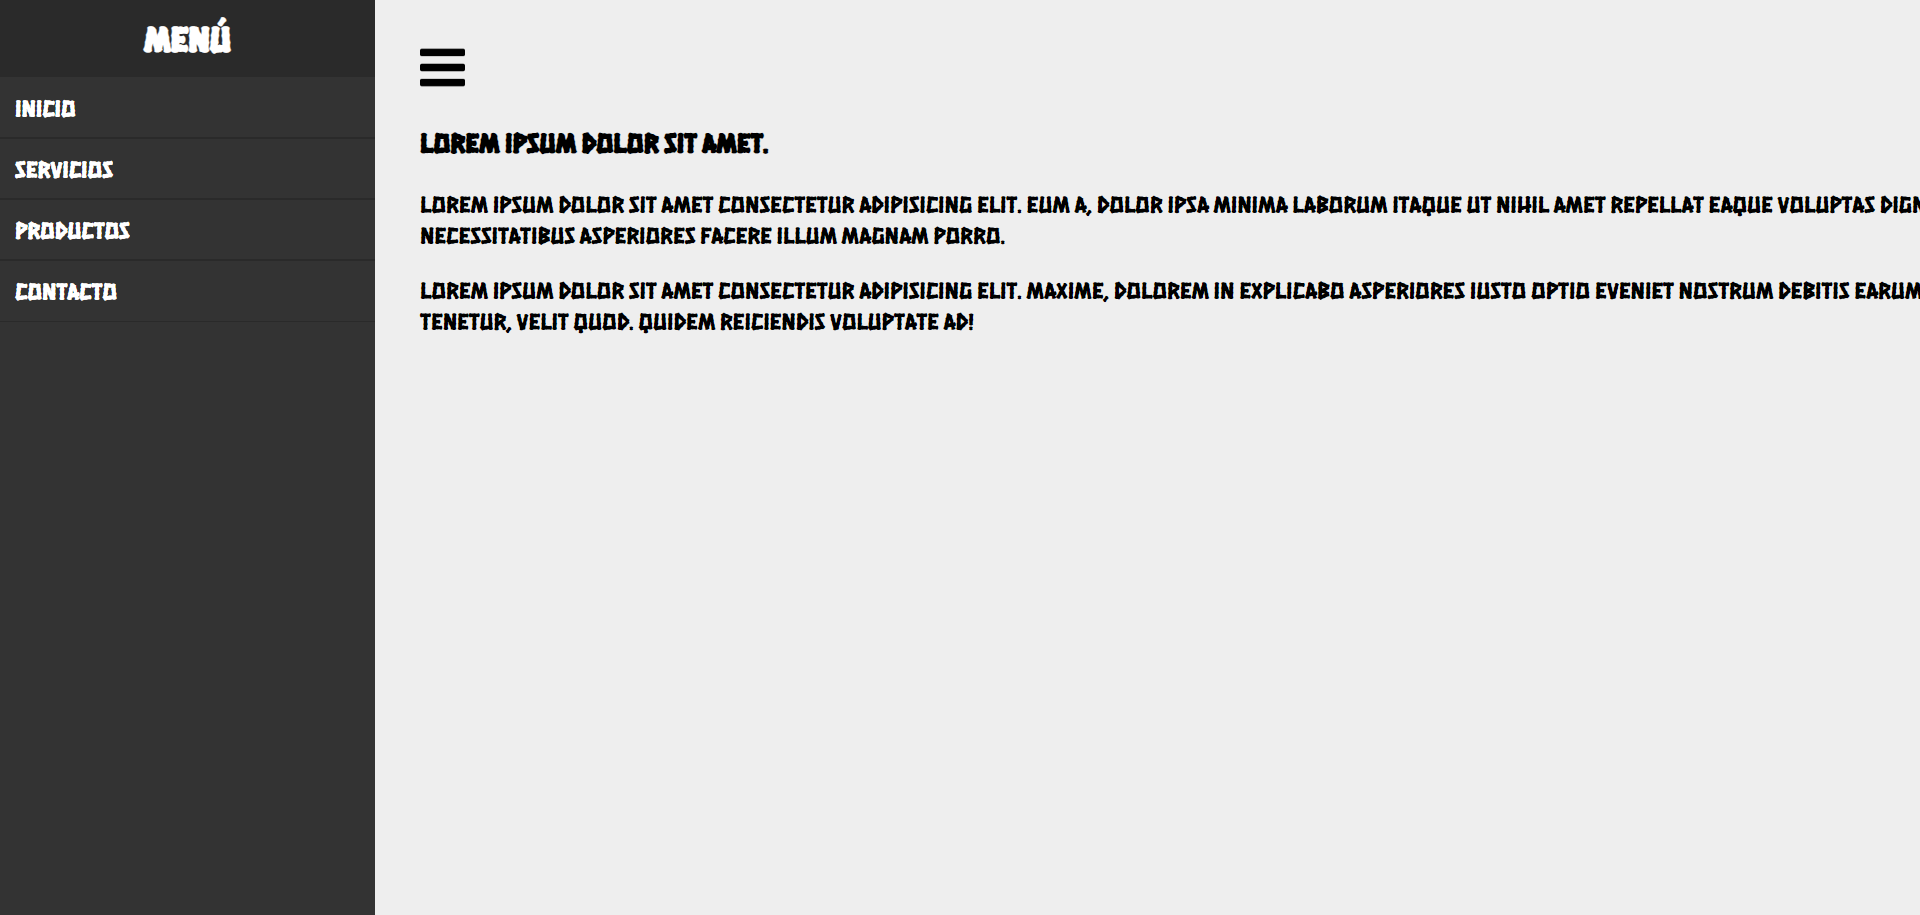 MENÚ
INICIO
SERVICIOS
PRODUCTOS
CONTACTO
LOREM IPSUM DOLOR SIT AMET.
LOREM IPSUM DOLOR SIT AMET CONSECTETUR ADIPISICING ELIT. EUM A, DOLOR IPSA MINIMA LABORUM ITAQUE UT NIHIL AMET REPELLAT EAQUE VOLUPTAS
NECESSITATIBUS ASPERIORES FACERE ILLUM MAGNAM PORRO.
LOREM IPSUM DOLOR SIT AMET CONSECTETUR ADIPISICING ELIT. MAXIME, DOLOREM IN EXPLICABO ASPERIORES IUSTO OPTIO EVENIET NOSTRUM DEBITIS EARUM
TENETUR, VELIT QUOD. QUIDEM REICIENDIS VOLUPTATE AD!